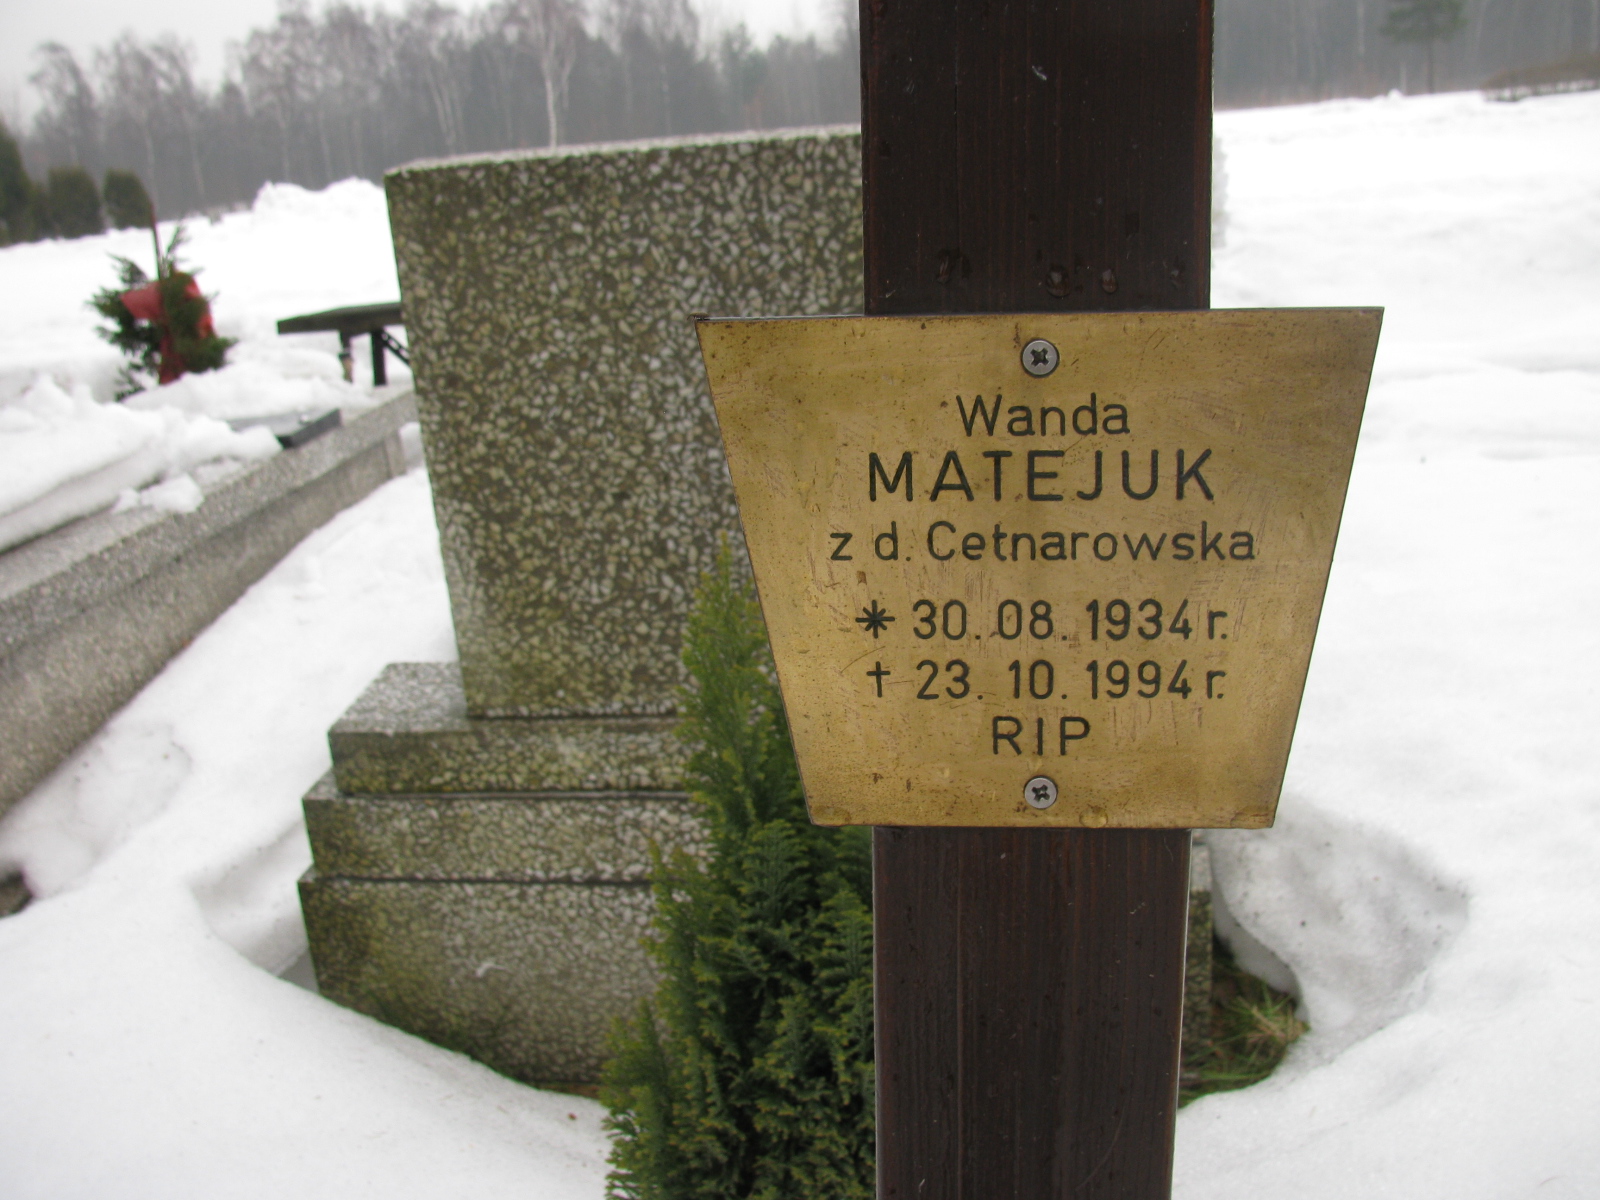 Wanda
MATEJUK
z d. Cetnarowska
* 30. 08. 1934 r.
† 23. 10. 1994 r.
RIP